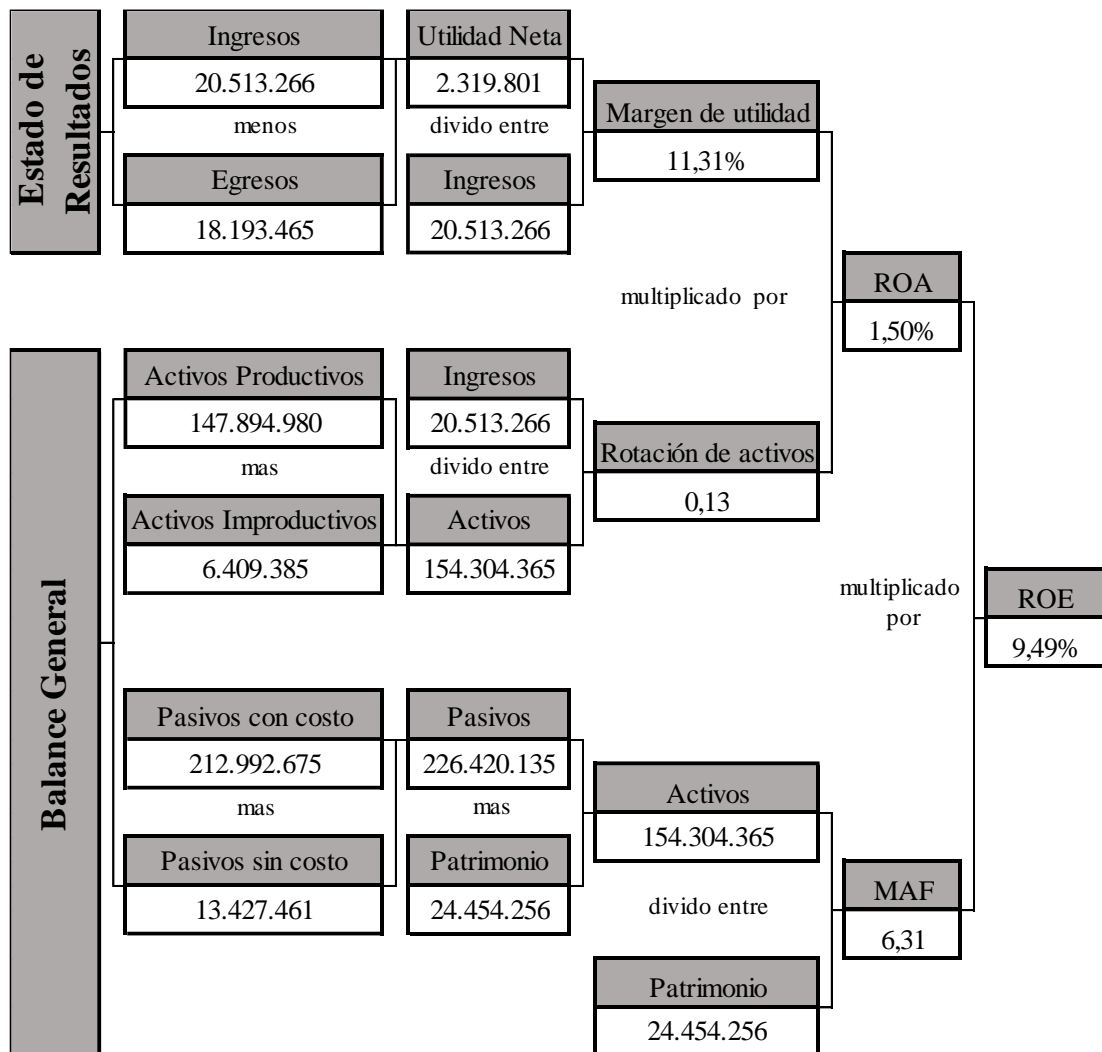 Estado de
Resultados
Ingresos
20.513.266
menos
Egresos
18.193.465
Utilidad Neta
2.319.801
divido entre
Ingresos
20.513.266
Margen de utilidad
11,31%
multiplicado por
ROA
1,50%
Balance General
Activos Productivos
147.894.980
mas
Activos Improductivos
6.409.385
Ingresos
20.513.266
divido entre
Activos
154.304.365
Rotación de activos
0,13
multiplicado
por
ROE
9,49%
Pasivos con costo
212.992.675
mas
Pasivos sin costo
13.427.461
Pasivos
226.420.135
mas
Patrimonio
24.454.256
Activos
154.304.365
divido entre
Patrimonio
24.454.256
MAF
6,31